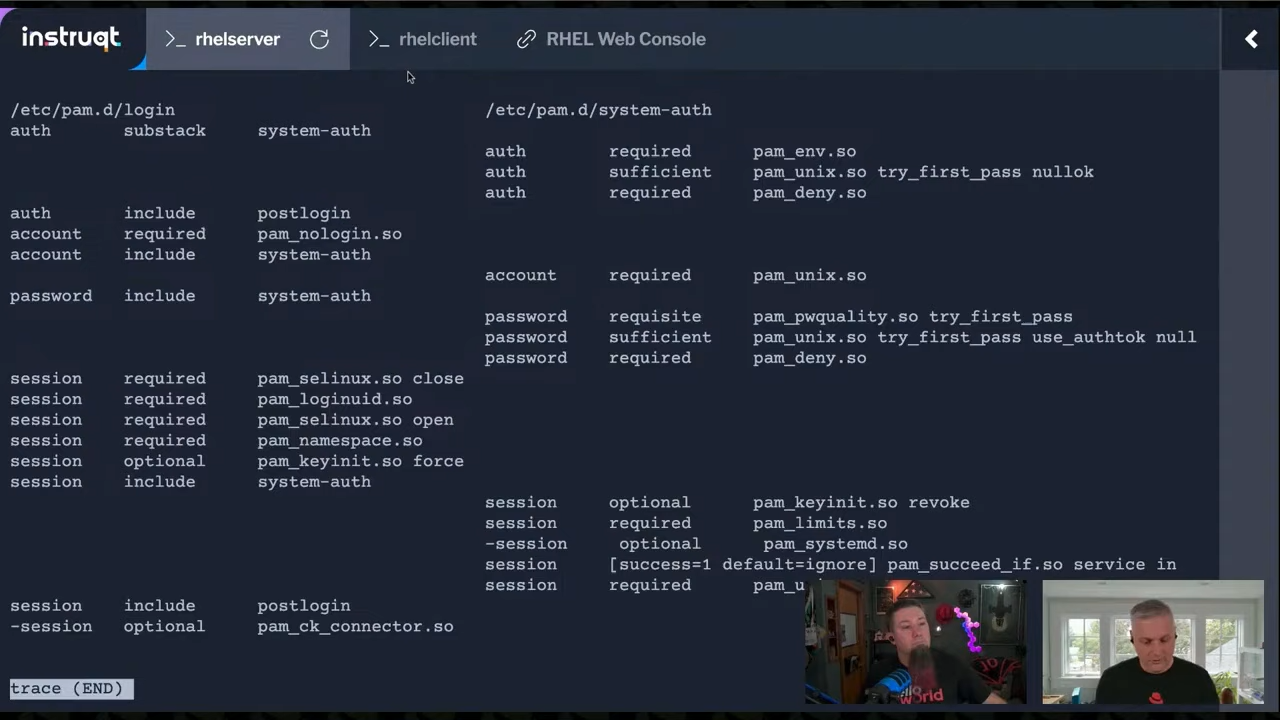 instruqt
>_ rhelserver
>_ rhelclient
RHEL Web Console
/etc/pam.d/login /etc/pam.d/system-auth
auth substack system-auth
auth required pam_env.so
auth sufficient pam_unix.so try_first_pass nullok
auth required pam_deny.so
auth include postlogin
account required pam_nologin.so
account include system-auth
account required pam_unix.so
password include system-auth
password requisite pam_pwquality.so try_first_pass
password sufficient pam_unix.so try_first_pass use_authtok null
password required pam_deny.so
session required pam_selinux.so close
session required pam_loginuid.so
session required pam_selinux.so open
session required pam_namespace.so
session optional pam_keyinit.so force
session include system-auth
session optional pam_keyinit.so revoke
session required pam_limits.so
-session optional pam_systemd.so
session [success=1 default=ignore] pam_succeed_if.so service in
session required
session include postlogin
-session optional pam_ck_connector.so
trace (END)